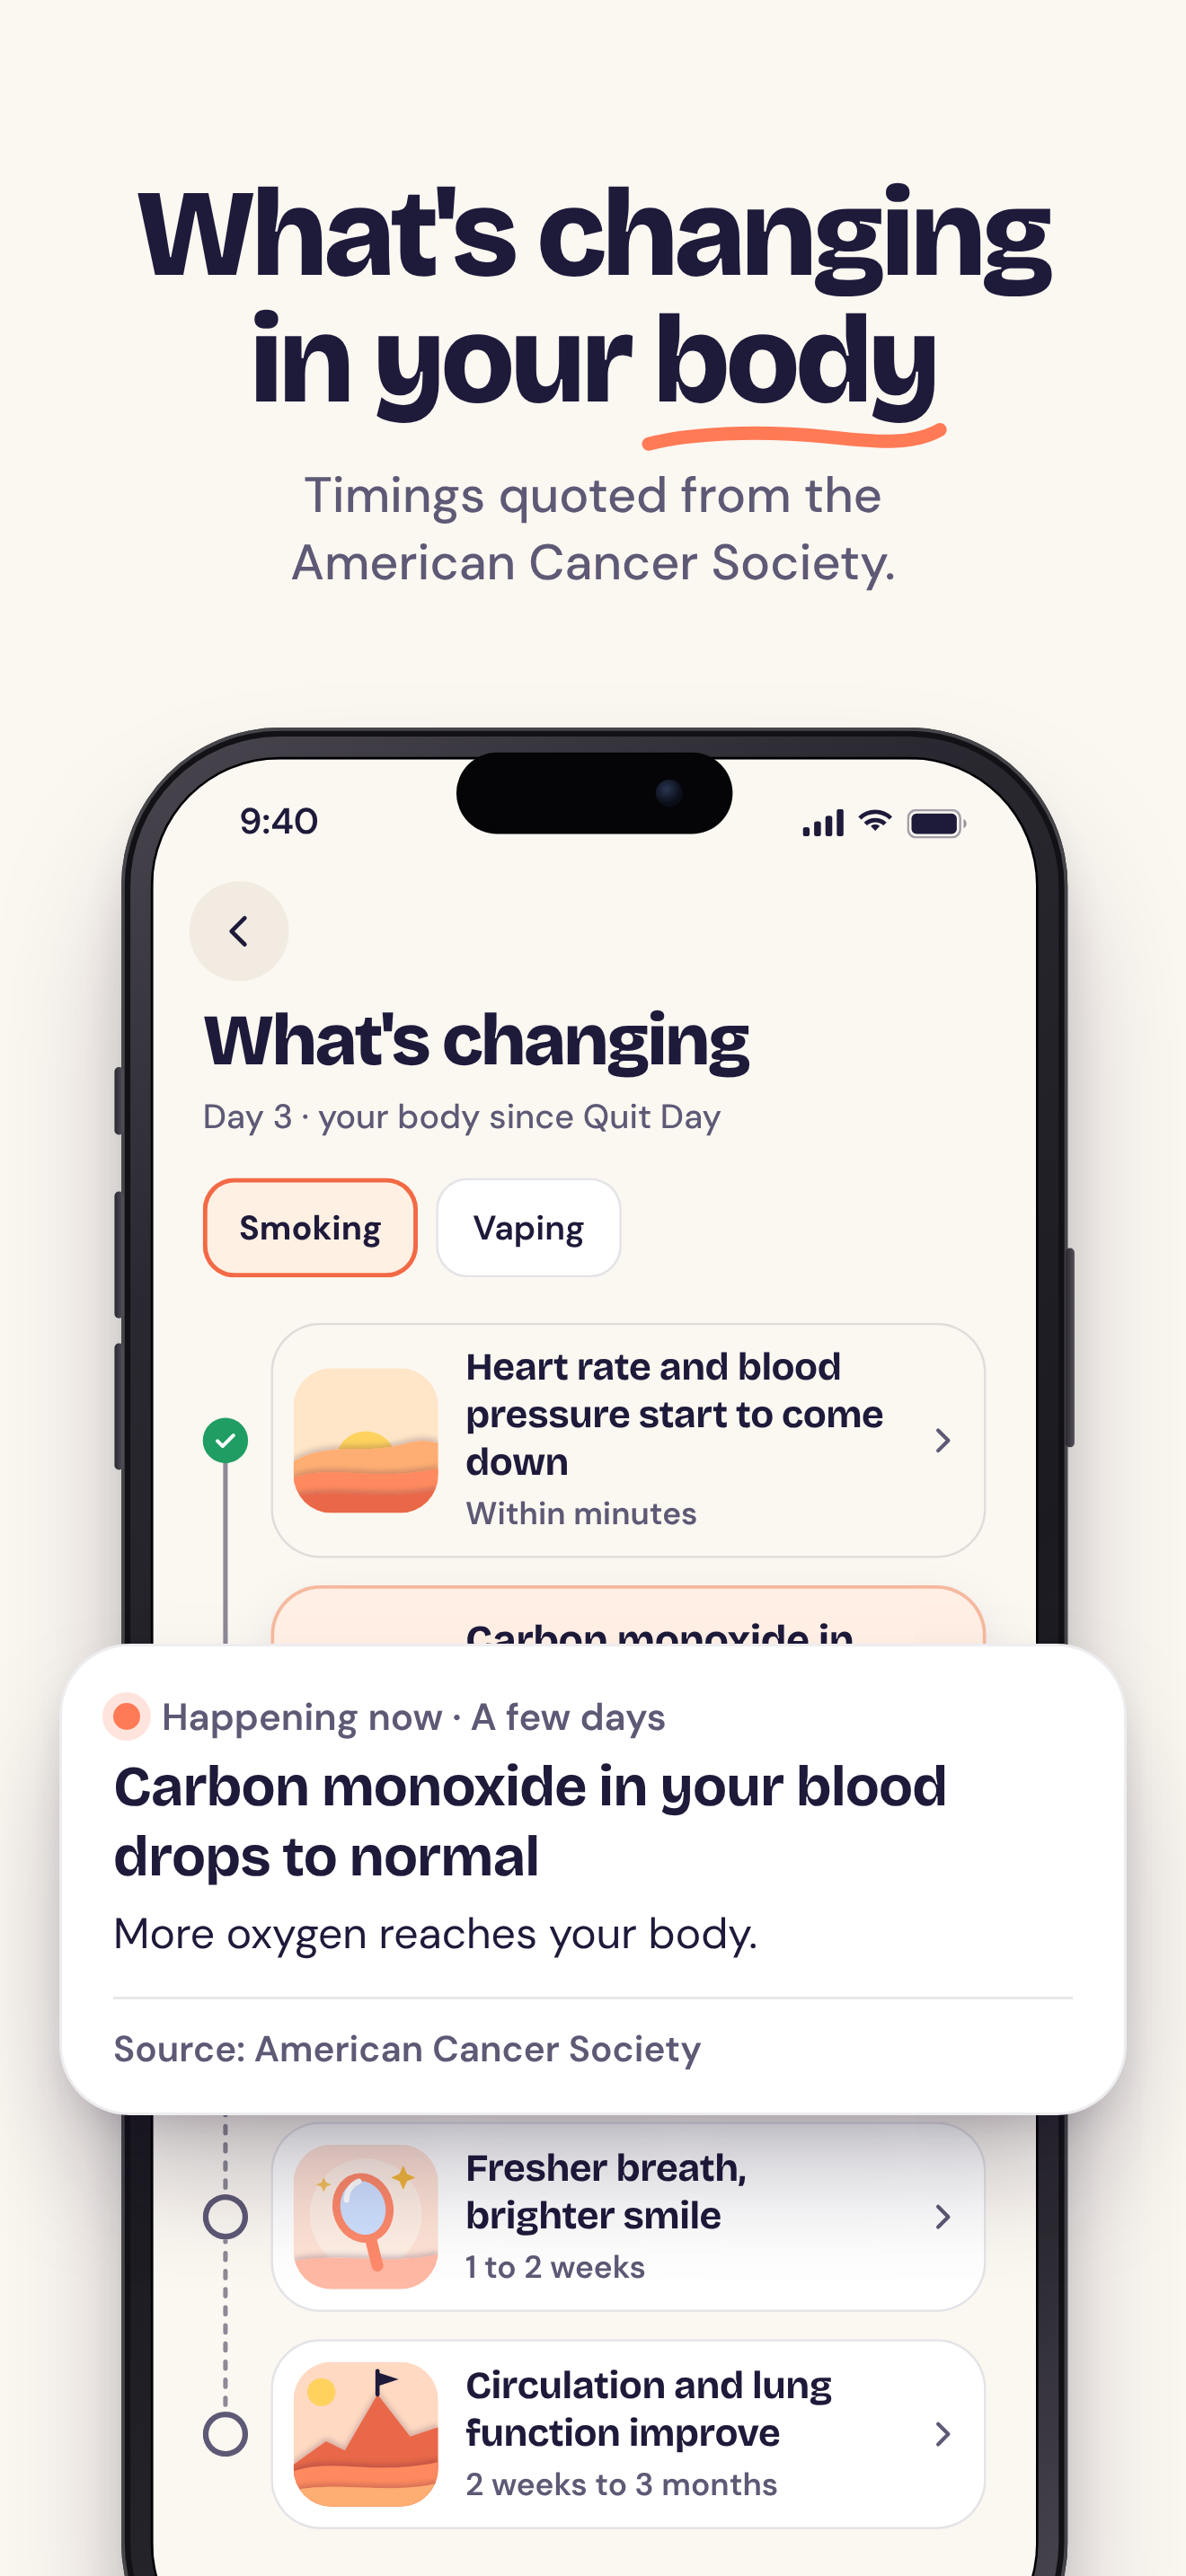 What's changing
in your body
Timings quoted from the
American Cancer Society.
9:40
What's changing
Day 3 · your body since Quit Day
Smoking
Vaping
Heart rate and blood
pressure start to come
down
Within minutes
Carbon monoxide in
Happening now · A few days
Carbon monoxide in your blood
drops to normal
More oxygen reaches your body.
Source: American Cancer Society
Fresher breath,
brighter smile
1 to 2 weeks
Circulation and lung
function improve
2 weeks to 3 months